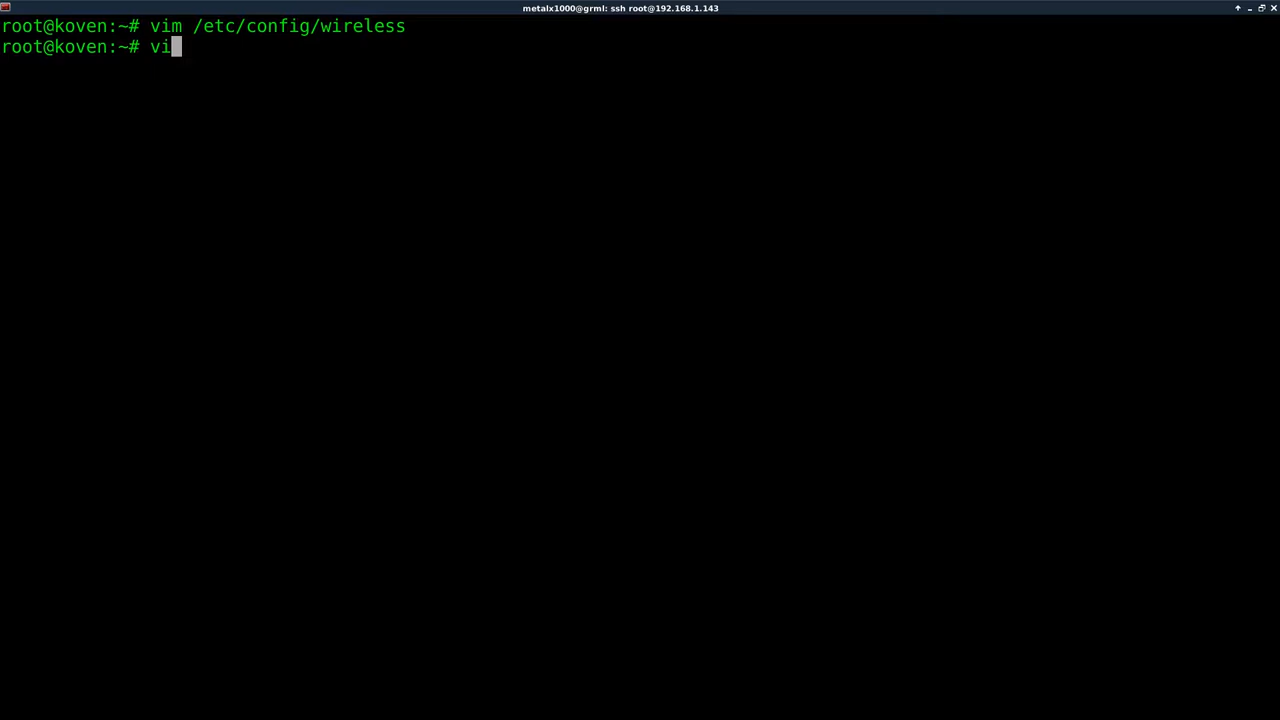 metalx1000@grml: ssh root@192.168.1.143
root@koven:~# vim /etc/config/wireless
root@koven:~# vi